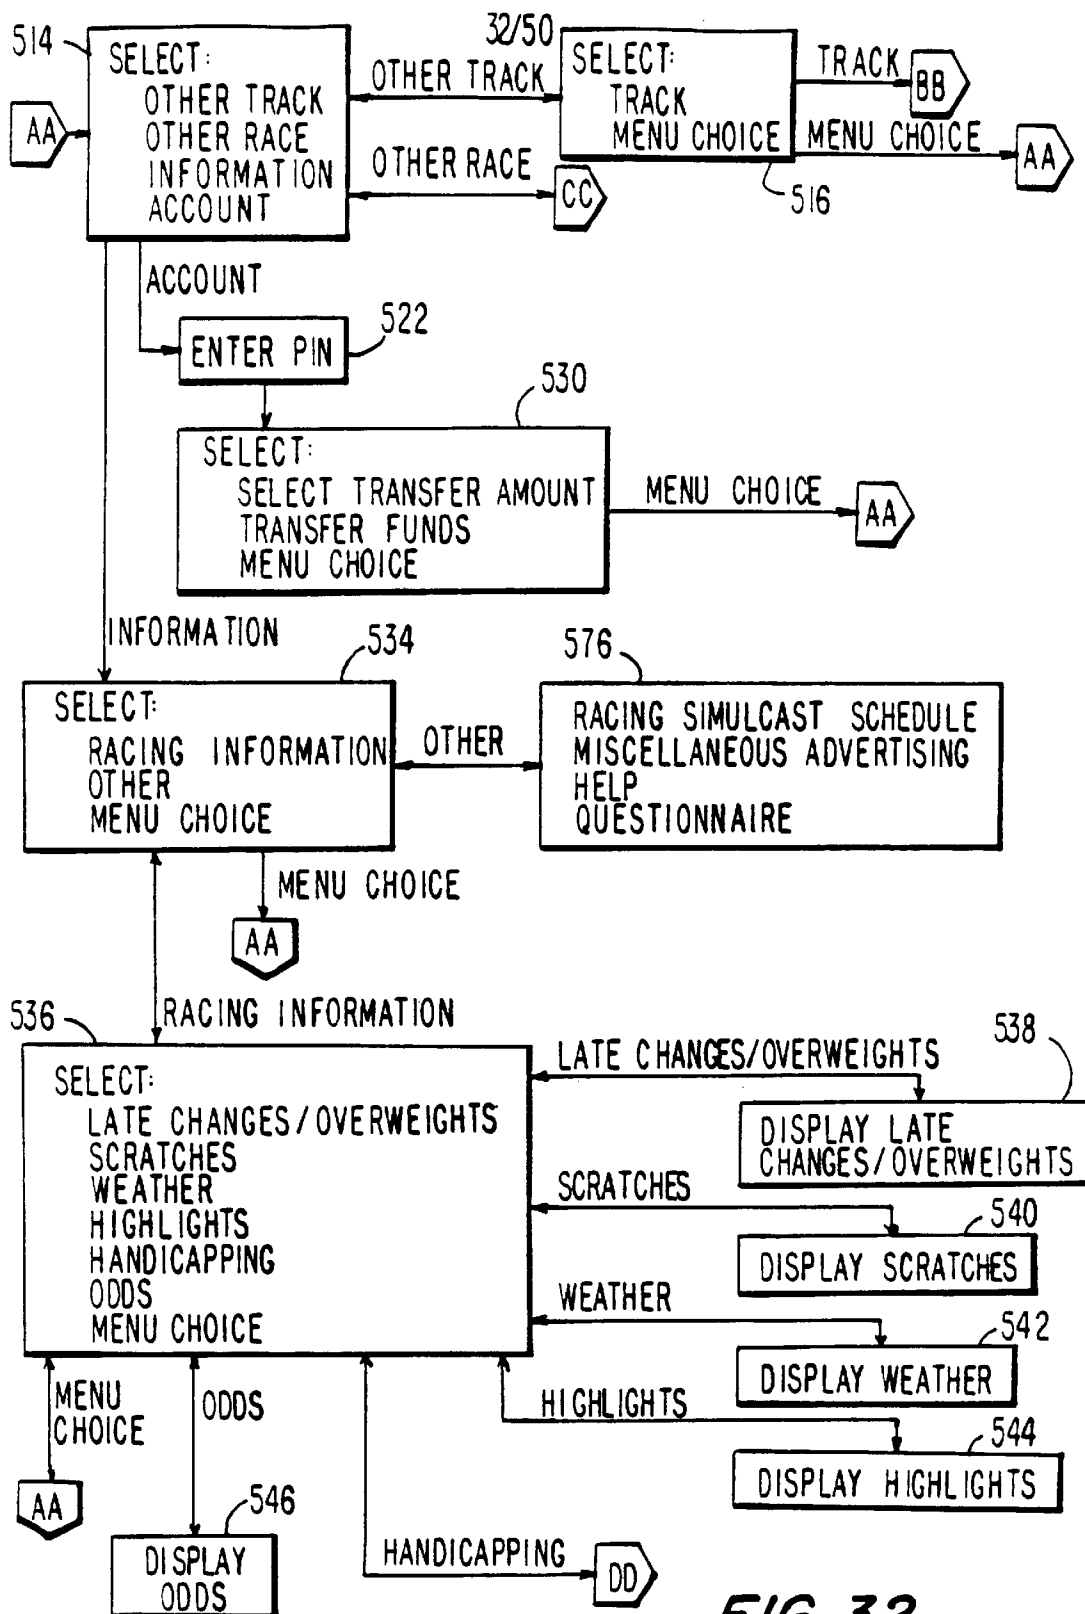 514
SELECT:
OTHER TRACK
OTHER RACE
INFORMATION
ACCOUNT
AA
OTHER TRACK
32/50
SELECT:
TRACK
MENU CHOICE
TRACK
BB
MENU CHOICE
AA
516
OTHER RACE
CC
ACCOUNT
ENTER PIN
522
530
SELECT:
SELECT TRANSFER AMOUNT
TRANSFER FUNDS
MENU CHOICE
MENU CHOICE
AA
INFORMATION
534
SELECT:
RACING INFORMATION
OTHER
MENU CHOICE
OTHER
576
RACING SIMULCAST SCHEDULE
MISCELLANEOUS ADVERTISING
HELP
QUESTIONNAIRE
MENU CHOICE
AA
RACING INFORMATION
536
SELECT:
LATE CHANGES/OVERWEIGHTS
SCRATCHES
WEATHER
HIGHLIGHTS
HANDICAPPING
ODDS
MENU CHOICE
LATE CHANGES/OVERWEIGHTS
538
DISPLAY LATE
CHANGES/OVERWEIGHTS
SCRATCHES
540
DISPLAY SCRATCHES
WEATHER
542
DISPLAY WEATHER
HIGHLIGHTS
544
DISPLAY HIGHLIGHTS
MENU
CHOICE
AA
ODDS
546
DISPLAY
ODDS
HANDICAPPING
DD
FIG. 32